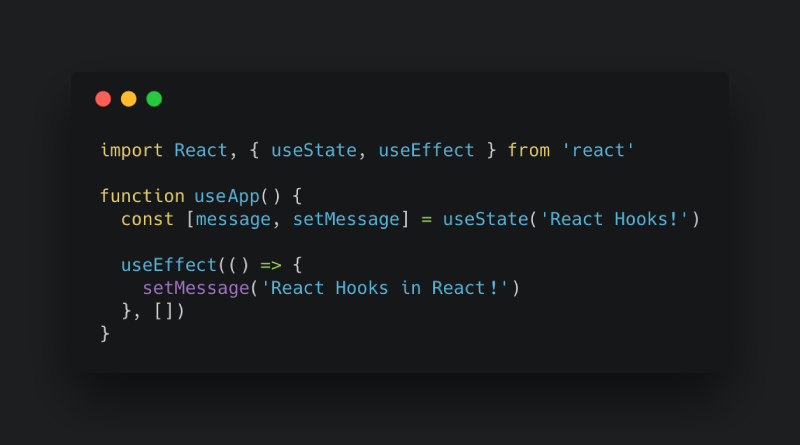 import React, { useState, useEffect } from 'react'
function useApp() {
const [message, setMessage] = useState('React Hooks!')
useEffect(() => {
setMessage('React Hooks in React!')
}, [])
}